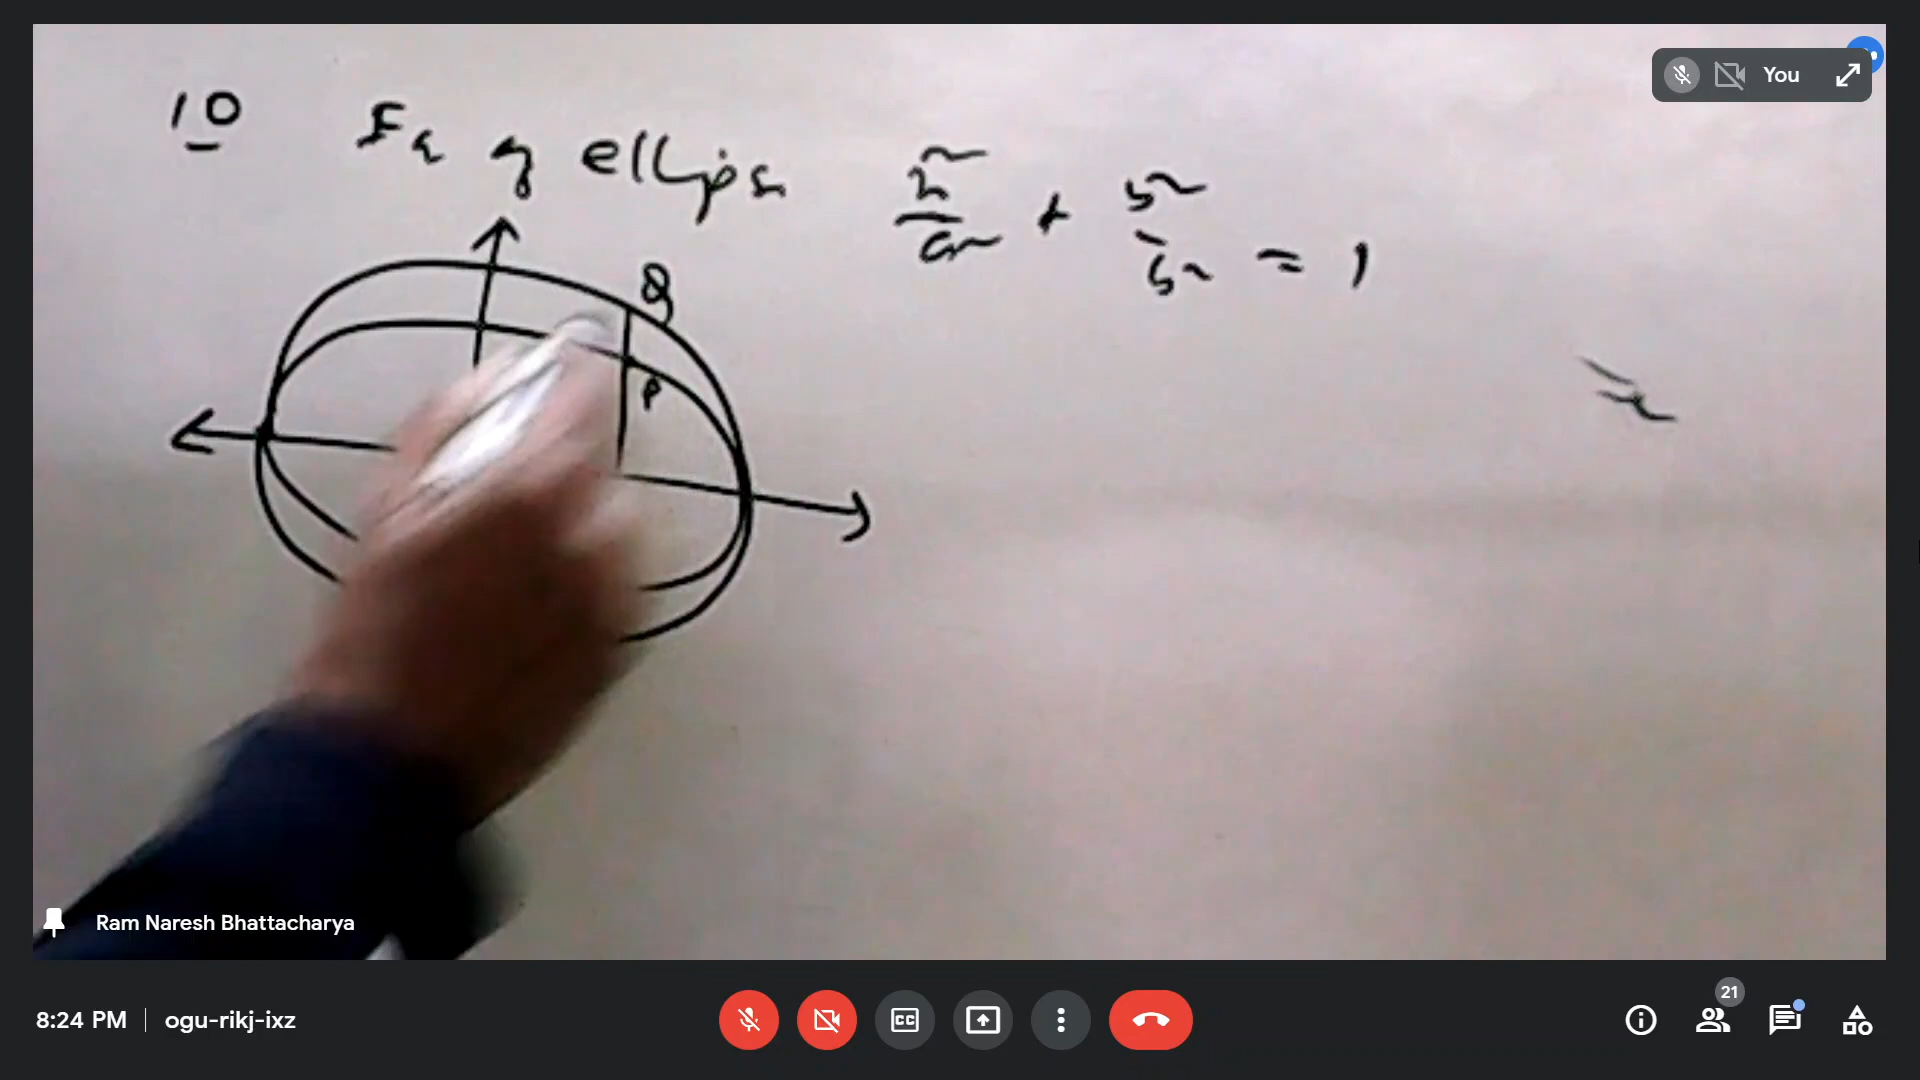 You
10 Eq of ellipse x²/a² + y²/b² = 1
Q
P
Ram Naresh Bhattacharya
8:24 PM | ogu-rikj-ixz
CC
21